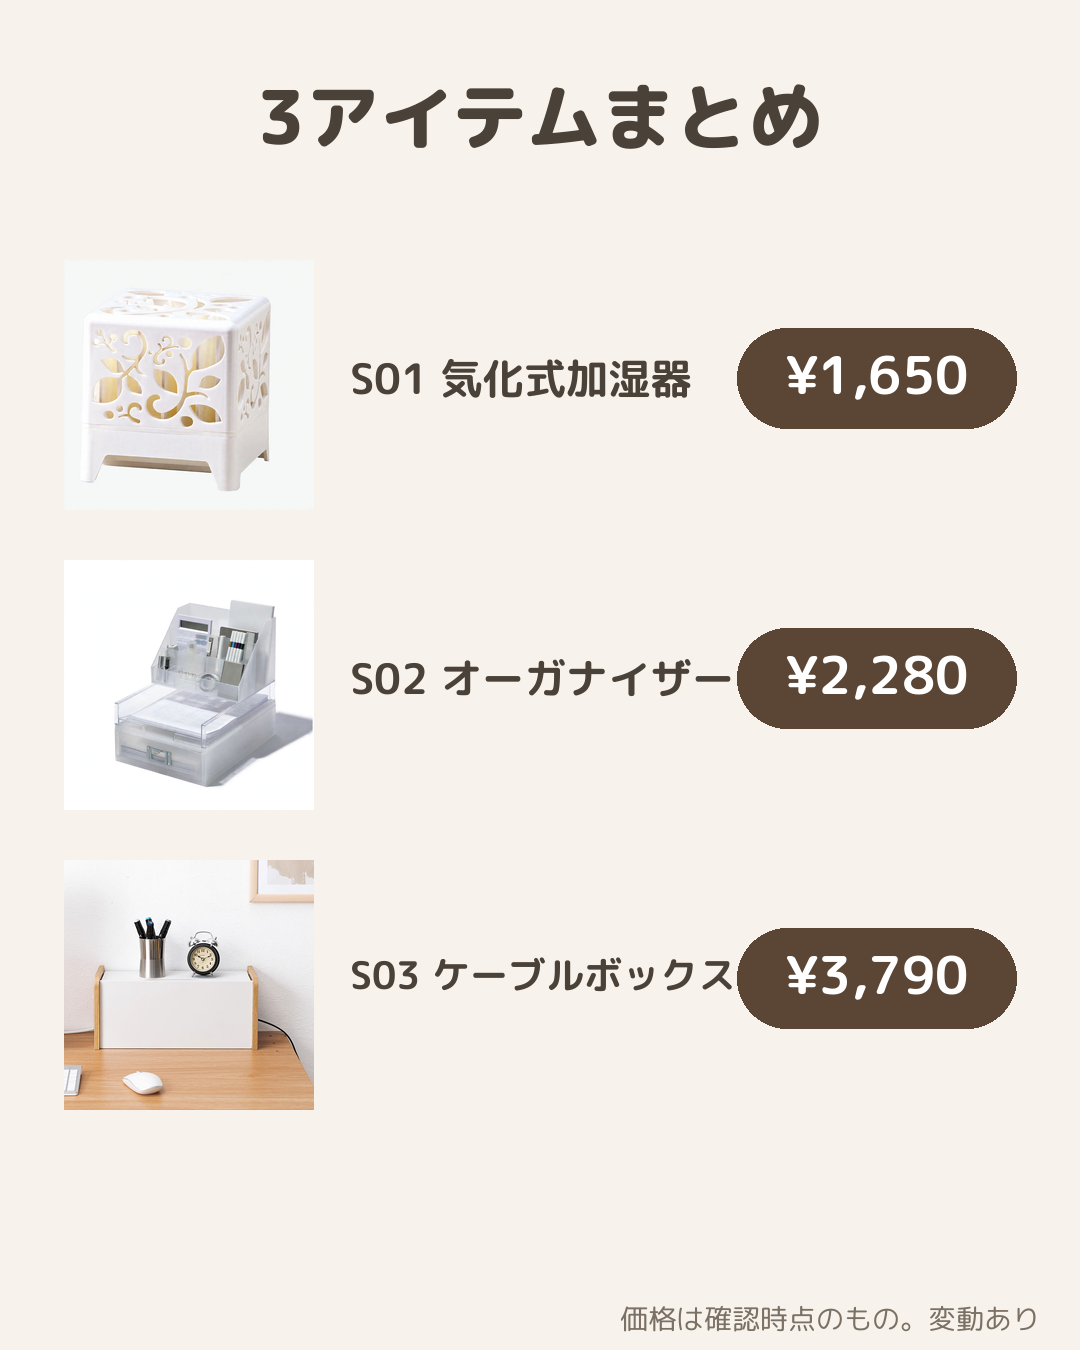 3アイテムまとめ
S01 気化式加湿器
¥1,650
S02 オーガナイザー
¥2,280
S03 ケーブルボックス
¥3,790
価格は確認時点のもの。変動あり